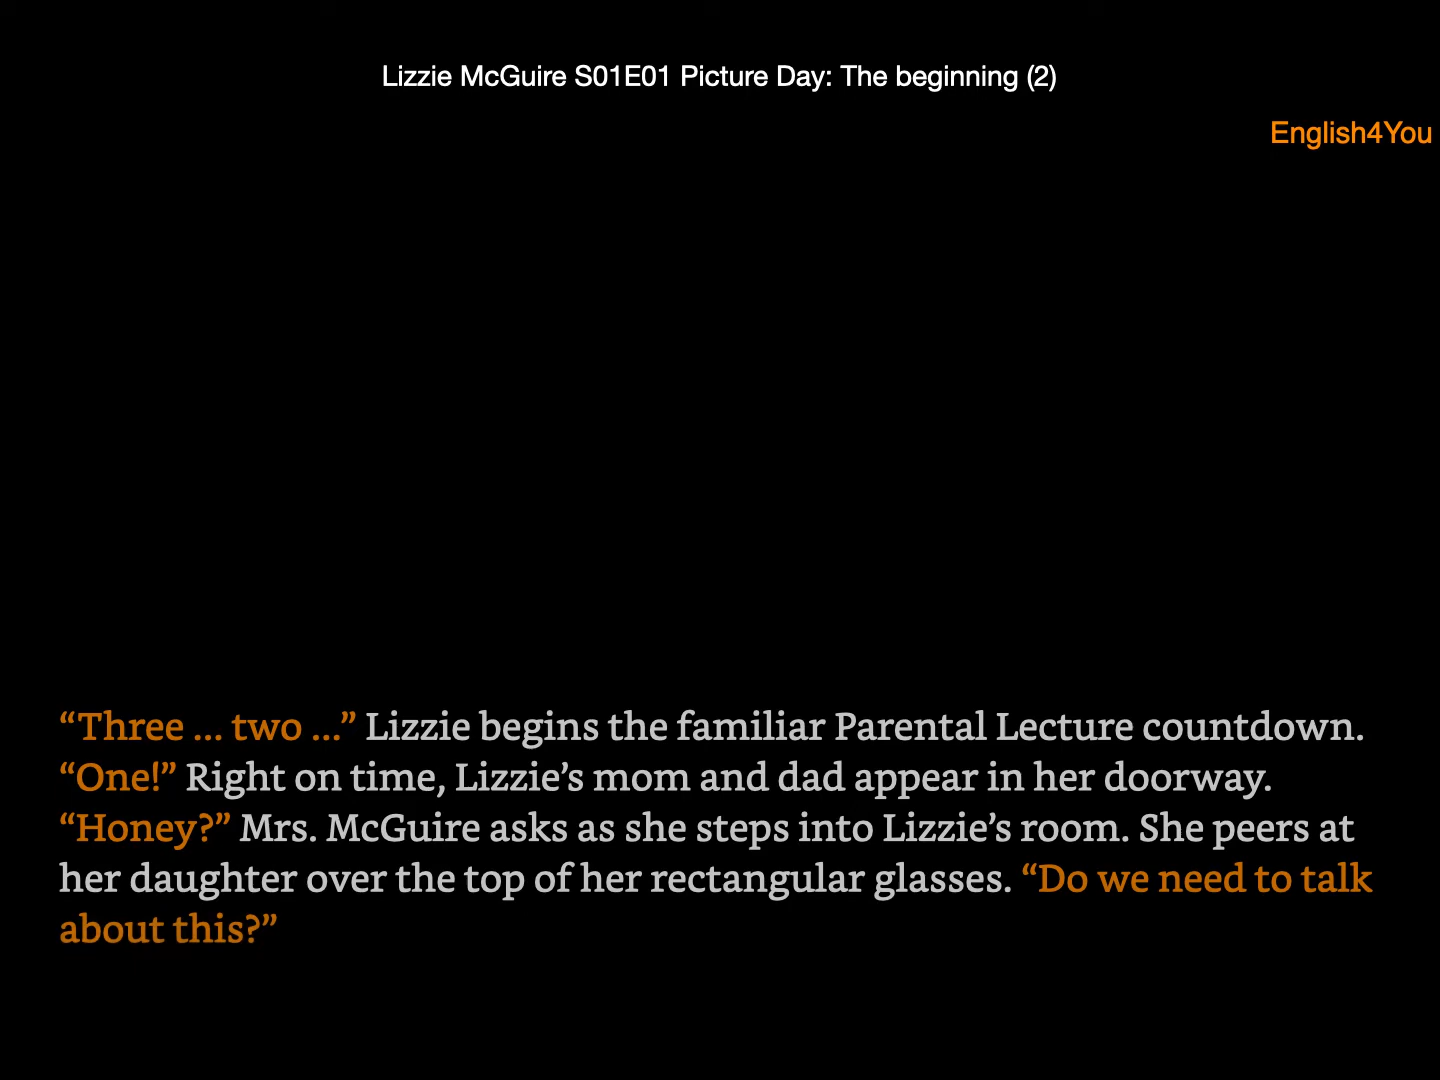 Lizzie McGuire S01E01 Picture Day: The beginning (2)
English4You
“Three ... two ...” Lizzie begins the familiar Parental Lecture countdown.
“One!” Right on time, Lizzie’s mom and dad appear in her doorway.
“Honey?” Mrs. McGuire asks as she steps into Lizzie’s room. She peers at
her daughter over the top of her rectangular glasses. “Do we need to talk
about this?”